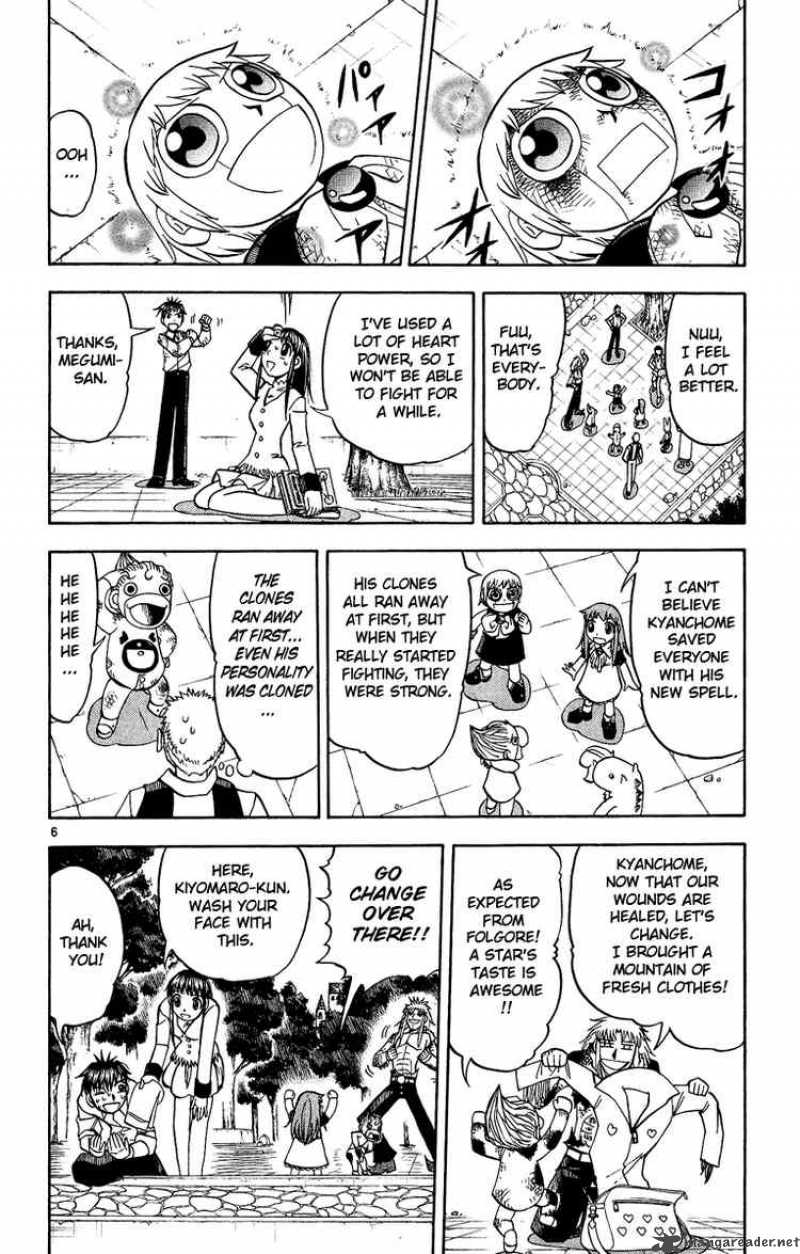 オオオ
パアア
OOH
...
NUU,
I FEEL
A LOT
BETTER.
FUU,
THAT'S
EVERY-
BODY.
I'VE USED
A LOT OF
HEART
POWER, SO I
WON'T BE ABLE
TO FIGHT FOR
A WHILE.
THANKS,
MEGUMI-
SAN.
I CAN'T
BELIEVE
KYANCHOME
SAVED
EVERYONE
WITH HIS
NEW SPELL.
HIS CLONES
ALL RAN AWAY
AT FIRST, BUT
WHEN THEY
REALLY STARTED
FIGHTING, THEY
WERE STRONG.
THE
CLONES
RAN AWAY
AT FIRST...
EVEN HIS
PERSONALITY
WAS CLONED
...
HE
HE
HE
HE
HE
...
6
KYANCHOME,
NOW THAT OUR
WOUNDS ARE
HEALED, LET'S
CHANGE.
I BROUGHT A
MOUNTAIN OF
FRESH CLOTHES!
AS
EXPECTED
FROM
FOLGORE!
A STAR'S
TASTE IS
AWESOME
!!
GO
CHANGE
OVER
THERE!!
HERE,
KIYOMARO-KUN.
WASH YOUR
FACE WITH
THIS.
AH,
THANK
YOU!
mangareader.net